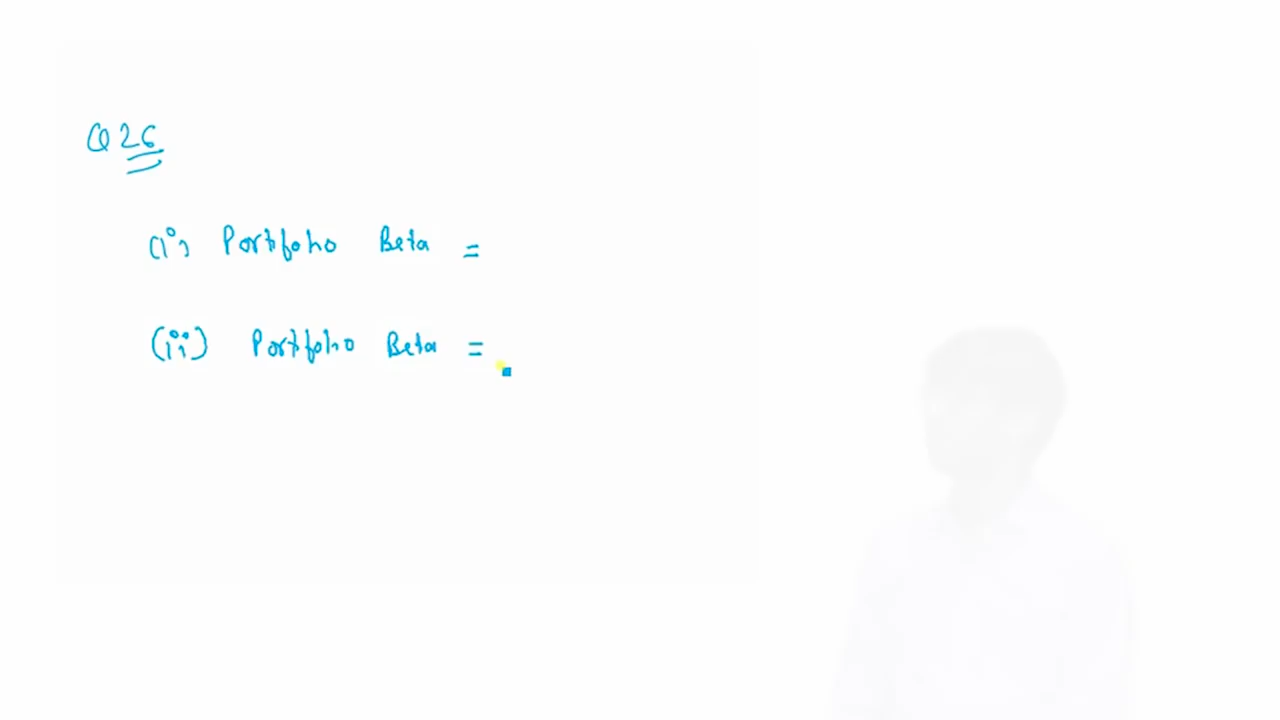 Q26
(i) Portfolio Beta =
(ii) Portfolio Beta =